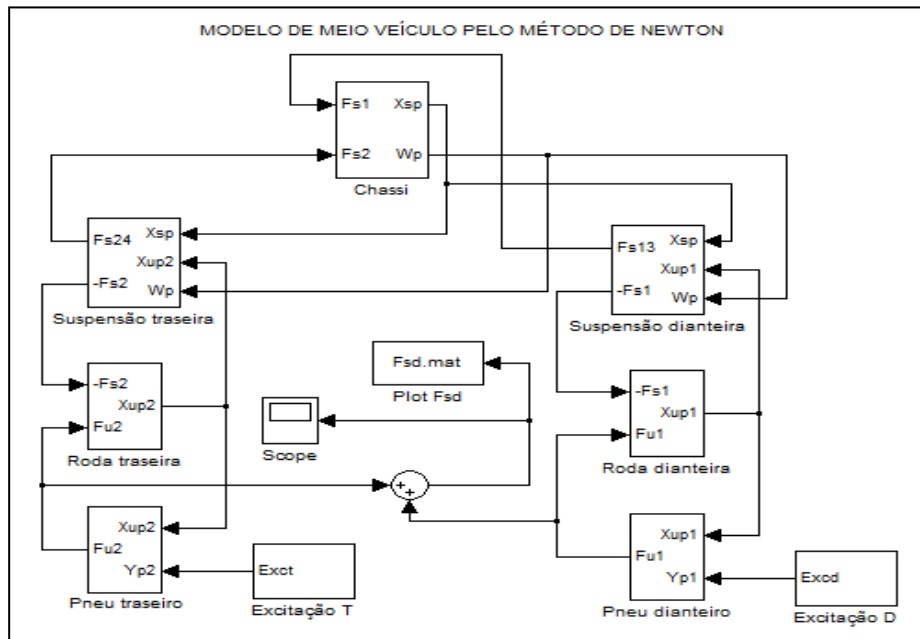 MODELO DE MEIO VEÍCULO PELO MÉTODO DE NEWTON
Fs1
Xsp
Fs2
Wp
Chassi
Fs24
Xsp
Xup2
-Fs2
Wp
Suspensão traseira
Fs13
Xsp
Xup1
-Fs1
Wp
Suspensão dianteira
-Fs2
Xup2
Fu2
Roda traseira
Fsd.mat
Plot Fsd
Scope
-Fs1
Xup1
Fu1
Roda dianteira
+
+
Xup2
Fu2
Yp2
Pneu traseiro
Exct
Excitação T
Xup1
Fu1
Yp1
Pneu dianteiro
Excd
Excitação D